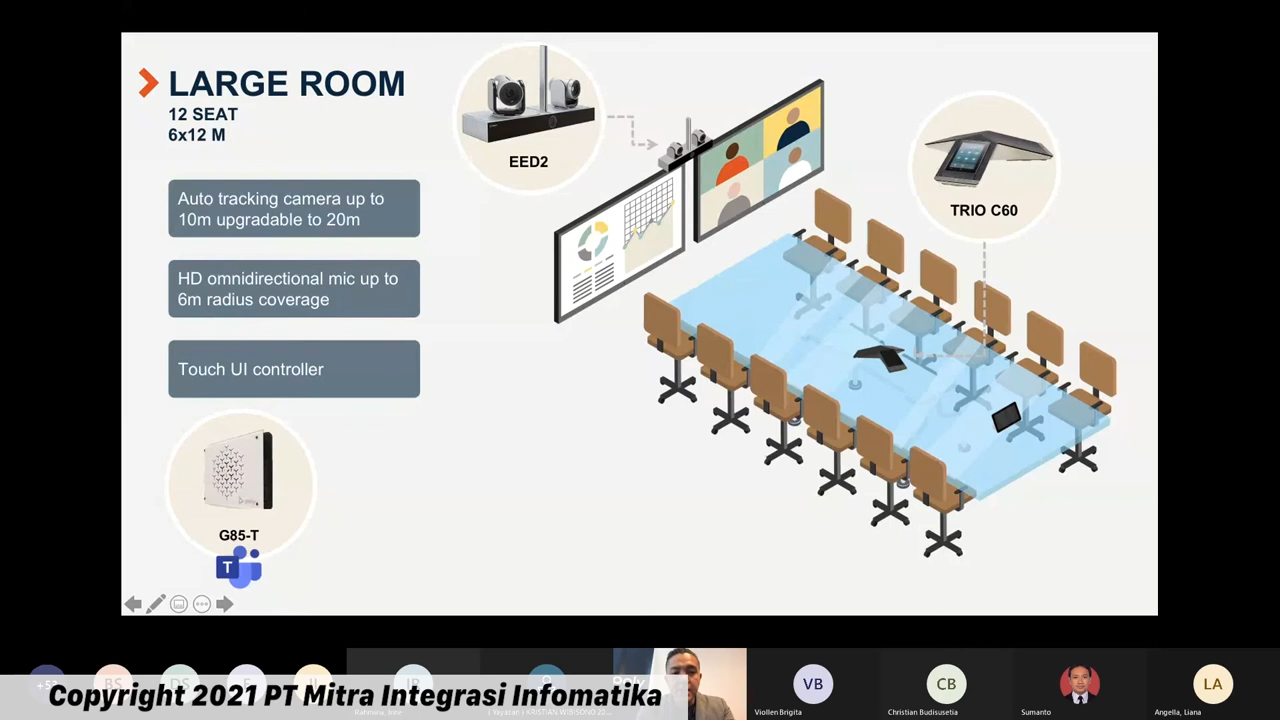 LARGE ROOM
12 SEAT
6x12 M
EED2
TRIO C60
Auto tracking camera up to
10m upgradable to 20m
HD omnidirectional mic up to
6m radius coverage
Touch UI controller
G85-T
T
VB
CB
LA
Viollen Brigita
Christian Budisusetia
Sumanto
Angella, Liana
Copyright 2021 PT Mitra Integrasi Infomatika